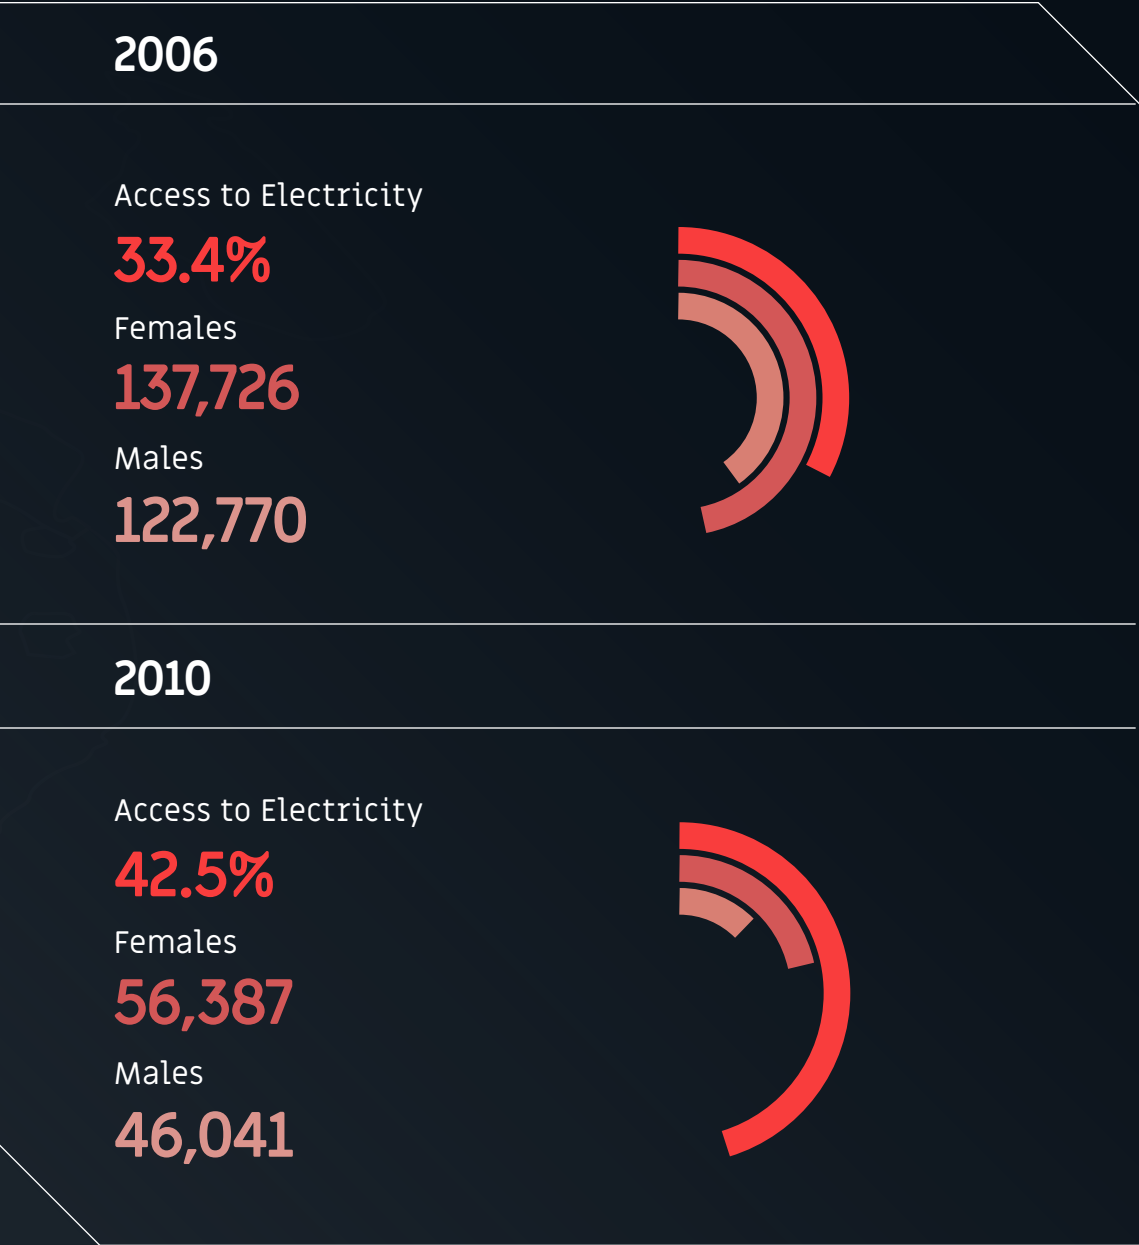 2006
Access to Electricity
33.4%
Females
137,726
Males
122,770
2010
Access to Electricity
42.5%
Females
56,387
Males
46,041